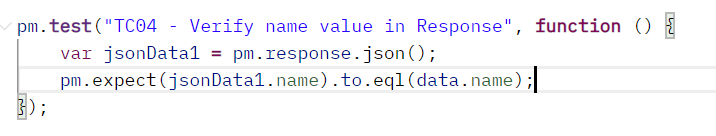 pm.test("TC04 - Verify name value in Response", function () {
var jsonData1 = pm.response.json();
pm.expect(jsonData1.name).to.eql(data.name);
});